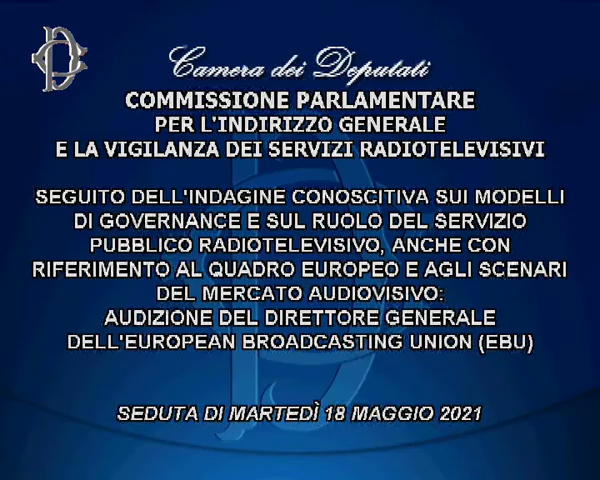 Camera dei Deputati
COMMISSIONE PARLAMENTARE
PER L'INDIRIZZO GENERALE
E LA VIGILANZA DEI SERVIZI RADIOTELEVISIVI
SEGUITO DELL'INDAGINE CONOSCITIVA SUI MODELLI
DI GOVERNANCE E SUL RUOLO DEL SERVIZIO
PUBBLICO RADIOTELEVISIVO, ANCHE CON
RIFERIMENTO AL QUADRO EUROPEO E AGLI SCENARI
DEL MERCATO AUDIOVISIVO:
AUDIZIONE DEL DIRETTORE GENERALE
DELL'EUROPEAN BROADCASTING UNION (EBU)
SEDUTA DI MARTEDÌ 18 MAGGIO 2021